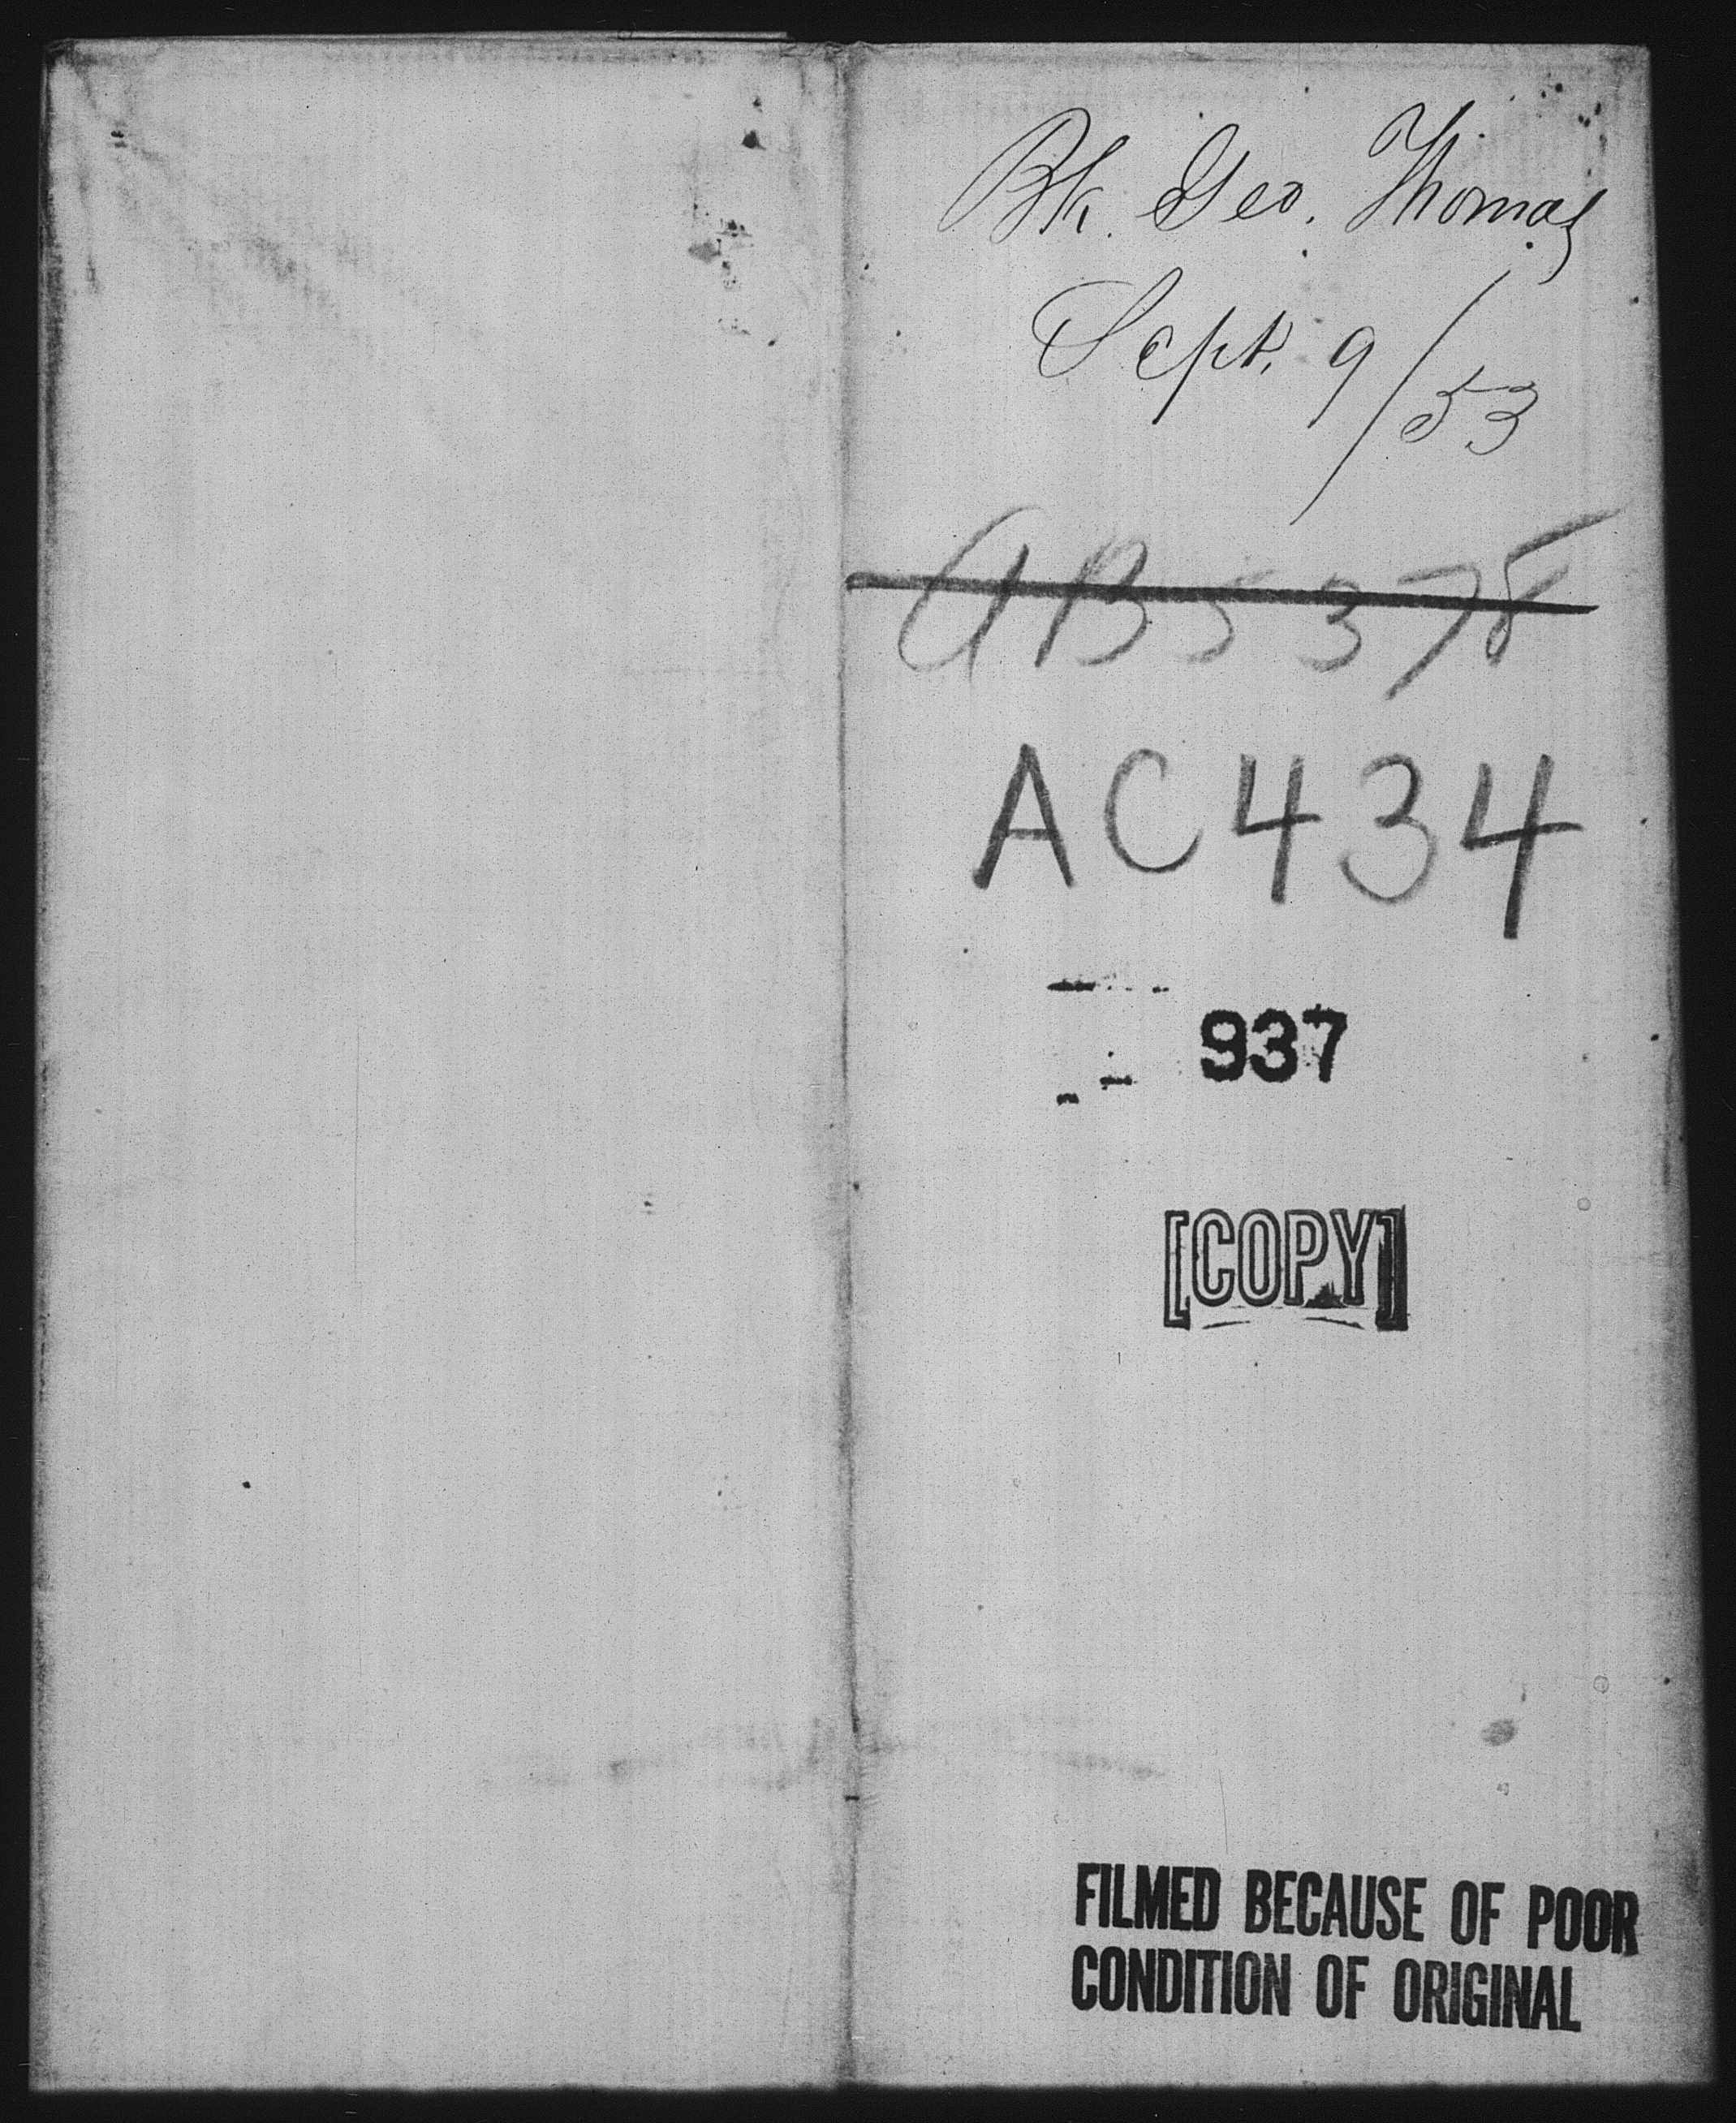 Bk. Geo. Thomas
Sept. 9/53
AB5378
AC434
937
[COPY]
FILMED BECAUSE OF POOR
CONDITION OF ORIGINAL